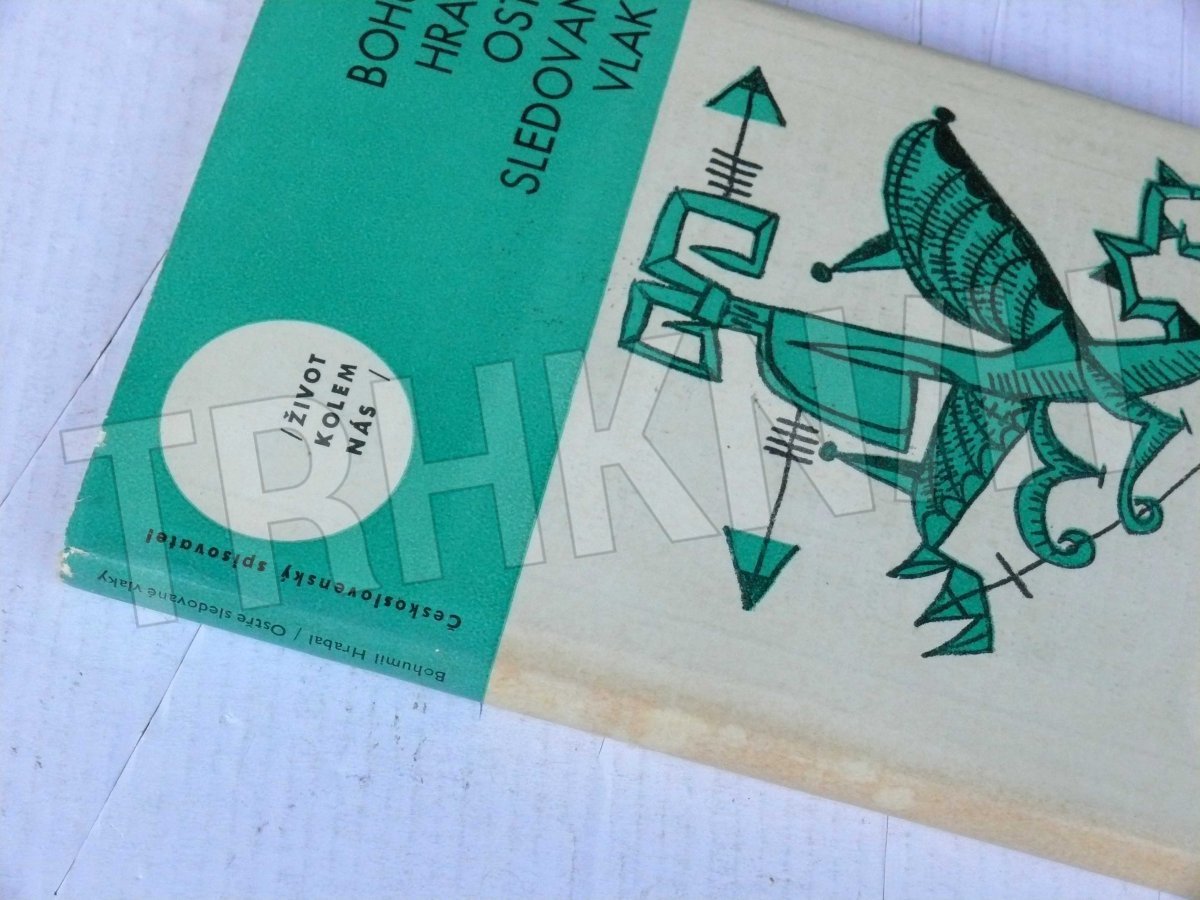 BOHU
HRA
OST
SLEDOVAN
VLAK
/ŽIVOT
KOLEM
NÁS/
Československý spisovatel
Bohumil Hrabal / Ostře sledované vlaky
TRHKNIH